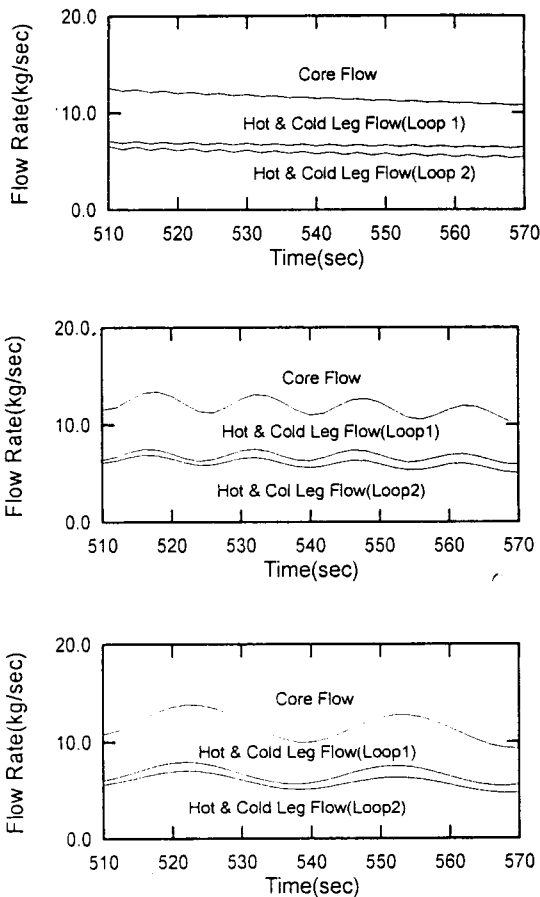 20.0
Core Flow
Flow Rate(kg/sec)
10.0
Hot & Cold Leg Flow(Loop 1)
Hot & Cold Leg Flow(Loop 2)
0.0
510 520 530 540 550 560 570
Time(sec)
20.0
Core Flow
Flow Rate(kg/sec)
10.0
Hot & Cold Leg Flow(Loop1)
Hot & Col Leg Flow(Loop2)
0.0
510 520 530 540 550 560 570
Time(sec)
20.0
Core Flow
Flow Rate(kg/sec)
10.0
Hot & Cold Leg Flow(Loop1)
Hot & Cold Leg Flow(Loop2)
0.0
510 520 530 540 550 560 570
Time(sec)